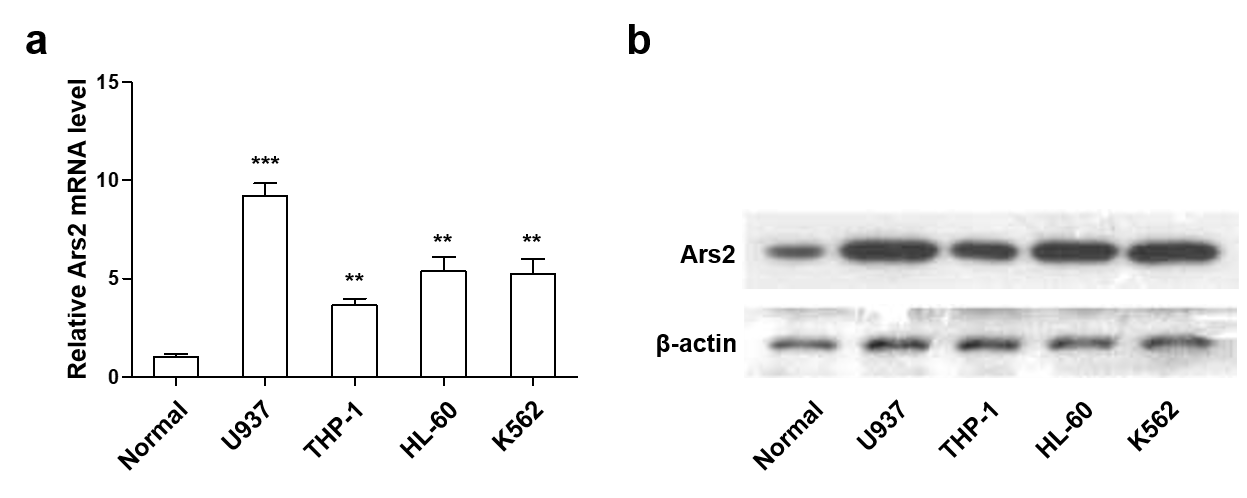 a
Relative Ars2 mRNA level
15
10
5
0
***
**
**
**
Normal
U937
THP-1
HL-60
K562
b
Ars2
β-actin
Normal
U937
THP-1
HL-60
K562